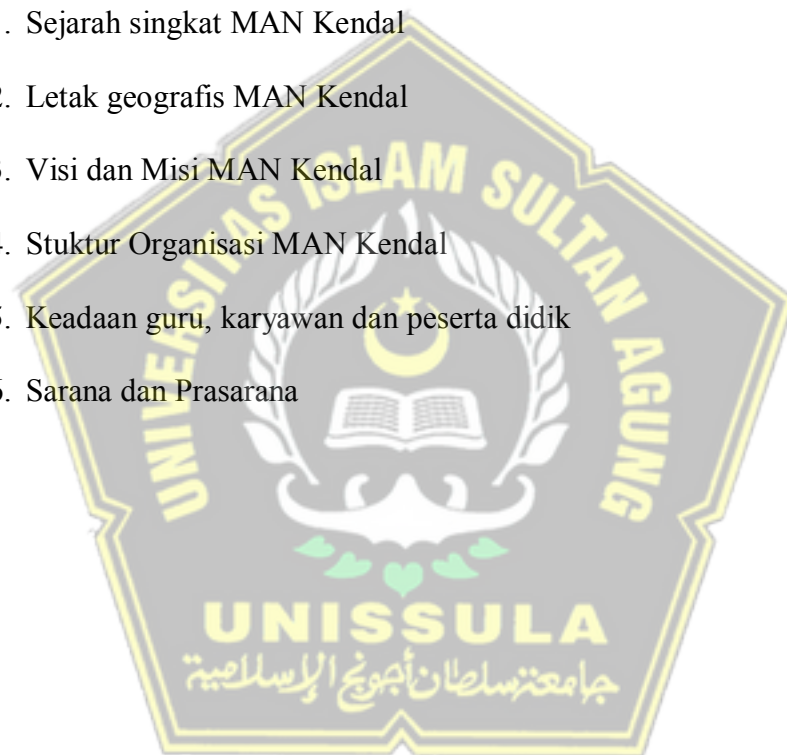 . Sejarah singkat MAN Kendal
. Letak geografis MAN Kendal
. Visi dan Misi MAN Kendal
. Stuktur Organisasi MAN Kendal
. Keadaan guru, karyawan dan peserta didik
. Sarana dan Prasarana
UNIVERSITAS ISLAM SULTAN AGUNG
UNISSULA
جامعة سلطان أجونج الإسلامية